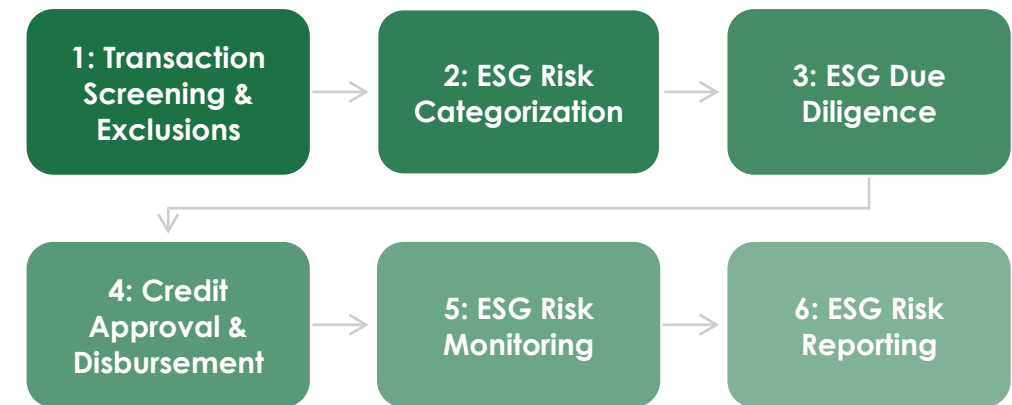 1: Transaction
Screening &
Exclusions
2: ESG Risk
Categorization
3: ESG Due
Diligence
4: Credit
Approval &
Disbursement
5: ESG Risk
Monitoring
6: ESG Risk
Reporting